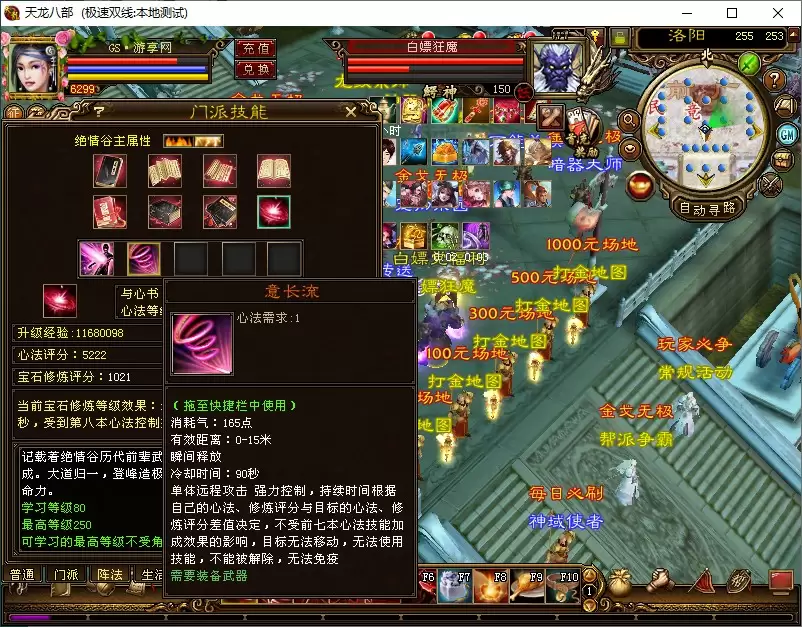 天龙八部 (极速双线:本地测试)
GS·游亭网
充值
兑换
6299
白嫖狂魔
150
洛阳
255 253
北
GM
自动寻路
门派技能
?
绝情谷主属性
与心书
升级经验:11680098
心法评分:5222
宝石修炼评分:1021
当前宝石修炼等级效果:
秒，受到第八本心法控制
记载着绝情谷历代前辈武
成。大道归一，登峰造极
命力。
学习等级80
最高等级250
可学习的最高等级不受角
普通
门派
阵法
生活
意长流
心法需求:1
（拖至快捷栏中使用）
消耗气：165点
有效距离：0-15米
瞬间释放
冷却时间：90秒
单体远程攻击 强力控制，持续时间根据
自己的心法、修炼评分与目标的心法、修
炼评分差值决定，不受前七本心法技能加
成效果的影响，目标无法移动，无法使用
技能，不能被解除，无法免疫
需要装备武器
金戈无极
暗器大师
1000元场地
打金地图
500元场地
打金地图
300元场地
打金地图
100元场地
打金地图
玩家必争
常规活动
金戈无极
帮派争霸
每日必刷
神域使者
F6
F7
F8
F9
F10
1